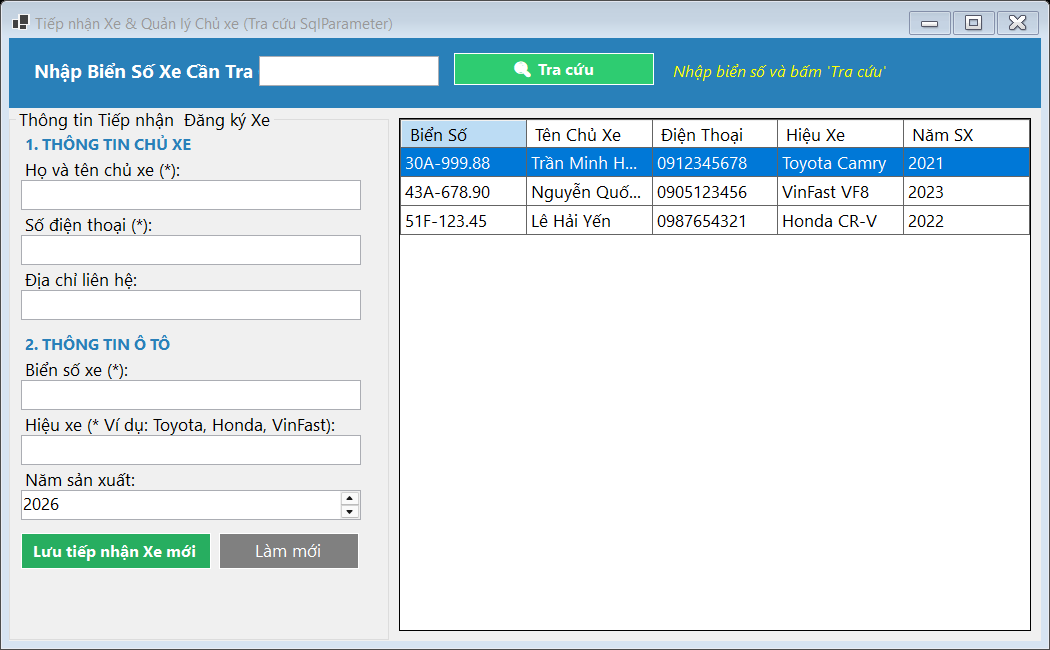 Tiếp nhận Xe & Quản lý Chủ xe (Tra cứu SqlParameter)
Nhập Biển Số Xe Cần Tra
Tra cứu
Nhập biển số và bấm 'Tra cứu'
Thông tin Tiếp nhận  Đăng ký Xe
1. THÔNG TIN CHỦ XE
Họ và tên chủ xe (*):
Số điện thoại (*):
Địa chỉ liên hệ:
2. THÔNG TIN Ô TÔ
Biển số xe (*):
Hiệu xe (* Ví dụ: Toyota, Honda, VinFast):
Năm sản xuất:
2026
Lưu tiếp nhận Xe mới
Làm mới
Biển Số Tên Chủ Xe Điện Thoại Hiệu Xe Năm SX
30A-999.88 Trần Minh H... 0912345678 Toyota Camry 2021
43A-678.90 Nguyễn Quố... 0905123456 VinFast VF8 2023
51F-123.45 Lê Hải Yến 0987654321 Honda CR-V 2022